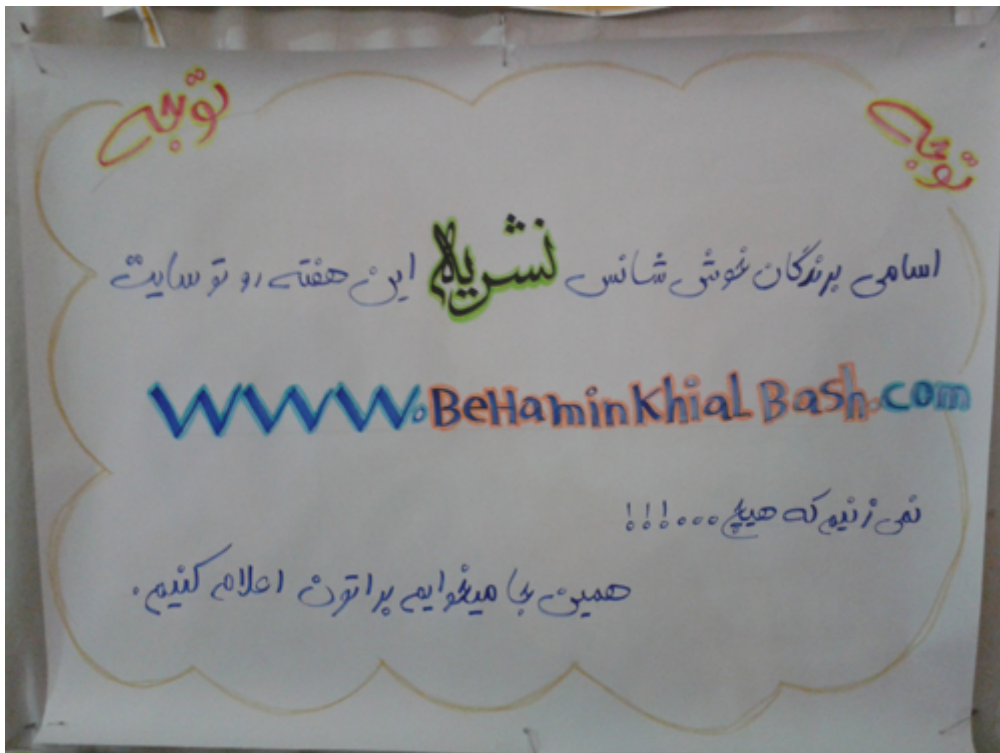 توجه
توجه
اسامی برندگان خوش شانس نشریه این هفته رو تو سایت
www.BeHaminKhialBash.com
نمی زنیم که هیچ...!!!
همین جا میخوایم براتون اعلام کنیم.